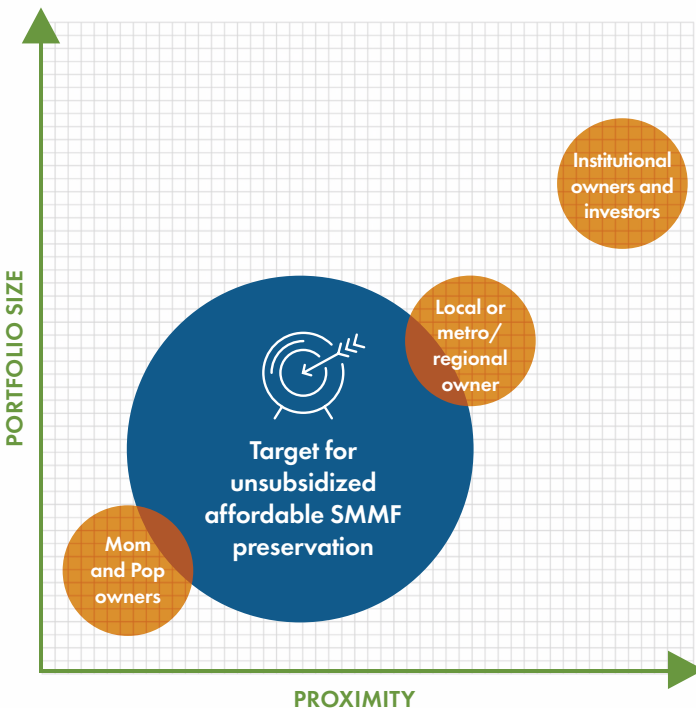 Institutional
owners and
investors
PORTFOLIO SIZE
Local or
metro/
regional
owner
Target for
unsubsidized
affordable SMMF
preservation
Mom
and Pop
owners
PROXIMITY